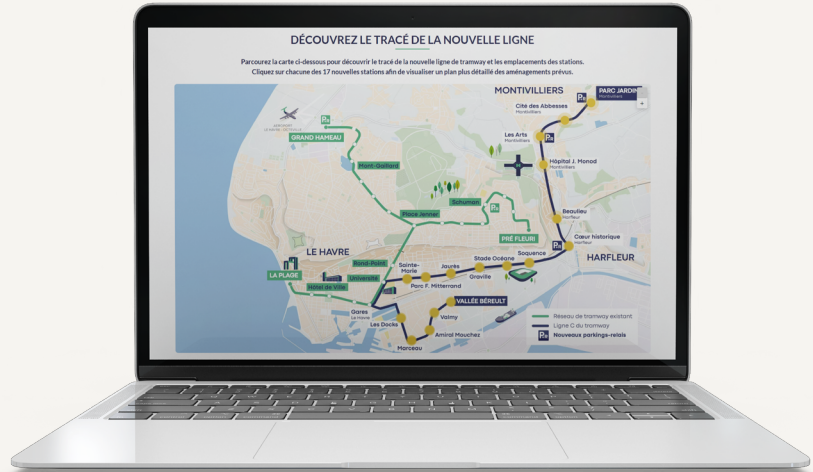 DÉCOUVREZ LE TRACÉ DE LA NOUVELLE LIGNE
Parcourez la carte ci-dessous pour découvrir le tracé de la nouvelle ligne de tramway et les emplacements des stations.
Cliquez sur chacune des 17 nouvelles stations afin de visualiser un plan plus détaillé des aménagements prévus.
MONTIVILLIERS
PARC JARDIN
Montivilliers
Cité des Abbesses
Montivilliers
GRAND HAMEAU
Les Arts
Montivilliers
Mont-Gaillard
Hôpital J. Monod
Montivilliers
Schuman
Place Jenner
Beaulieu
Harfleur
PRÉ FLEURI
Cœur historique
Harfleur
LE HAVRE
HARFLEUR
Rond-Point
Sainte-
Marie
Jaurès
Stade Océane
Soquence
LA PLAGE
Université
Graville
Hôtel de Ville
Parc F. Mitterrand
VALLÉE BÉREULT
Gares
Le Havre
Les Docks
Valmy
Amiral Mouchez
Marceau
Réseau de tramway existant
Ligne C du tramway
Nouveaux parkings-relais